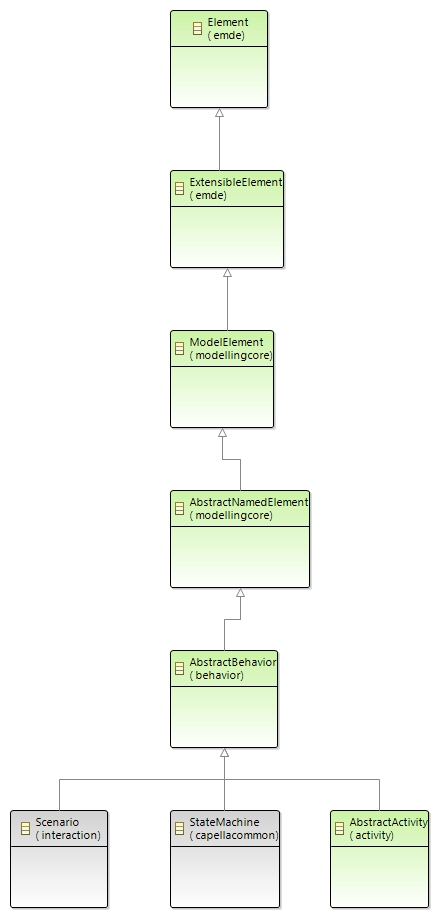 Element
( emde)
ExtensibleElement
( emde)
ModelElement
( modellingcore)
AbstractNamedElement
( modellingcore)
AbstractBehavior
( behavior)
Scenario
( interaction)
StateMachine
( capellacommon)
AbstractActivity
( activity)